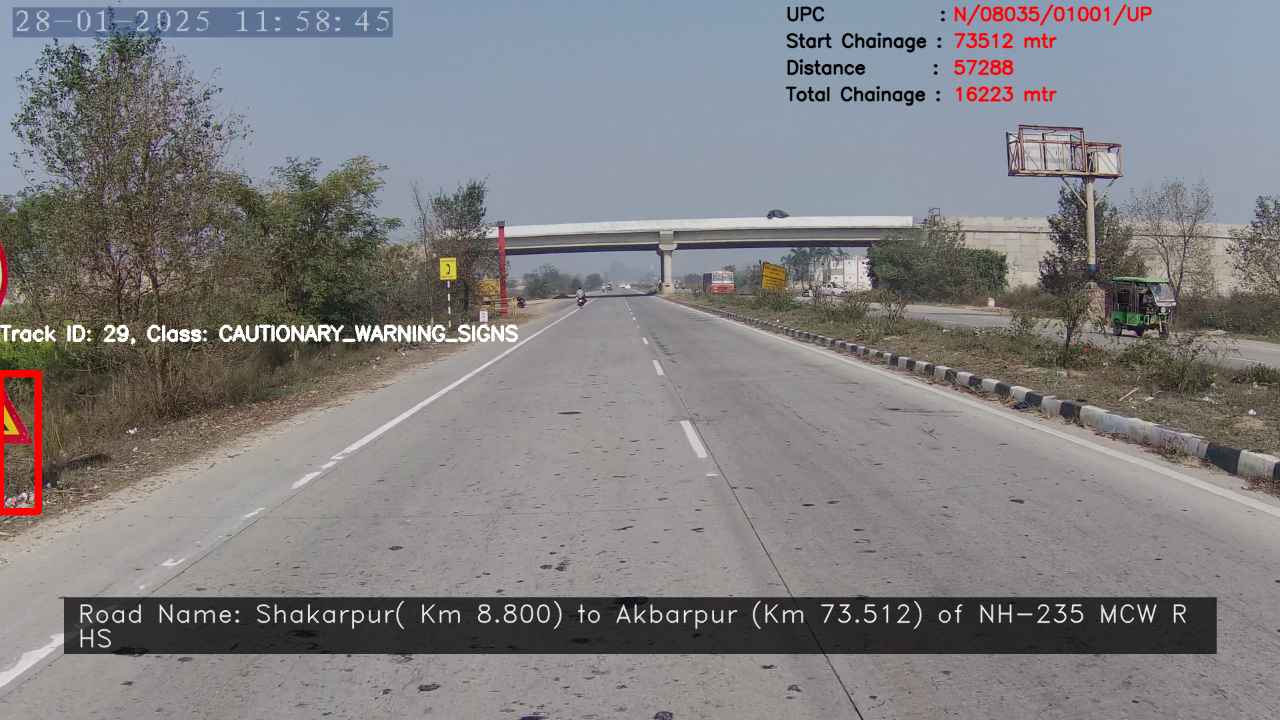 28-01-2025 11:58:45
UPC : N/08035/01001/UP
Start Chainage : 73512 mtr
Distance : 57288
Total Chainage : 16223 mtr
Track ID: 29, Class: CAUTIONARY_WARNING_SIGNS
Road Name: Shakarpur( Km 8.800) to Akbarpur (Km 73.512) of NH-235 MCW R
HS